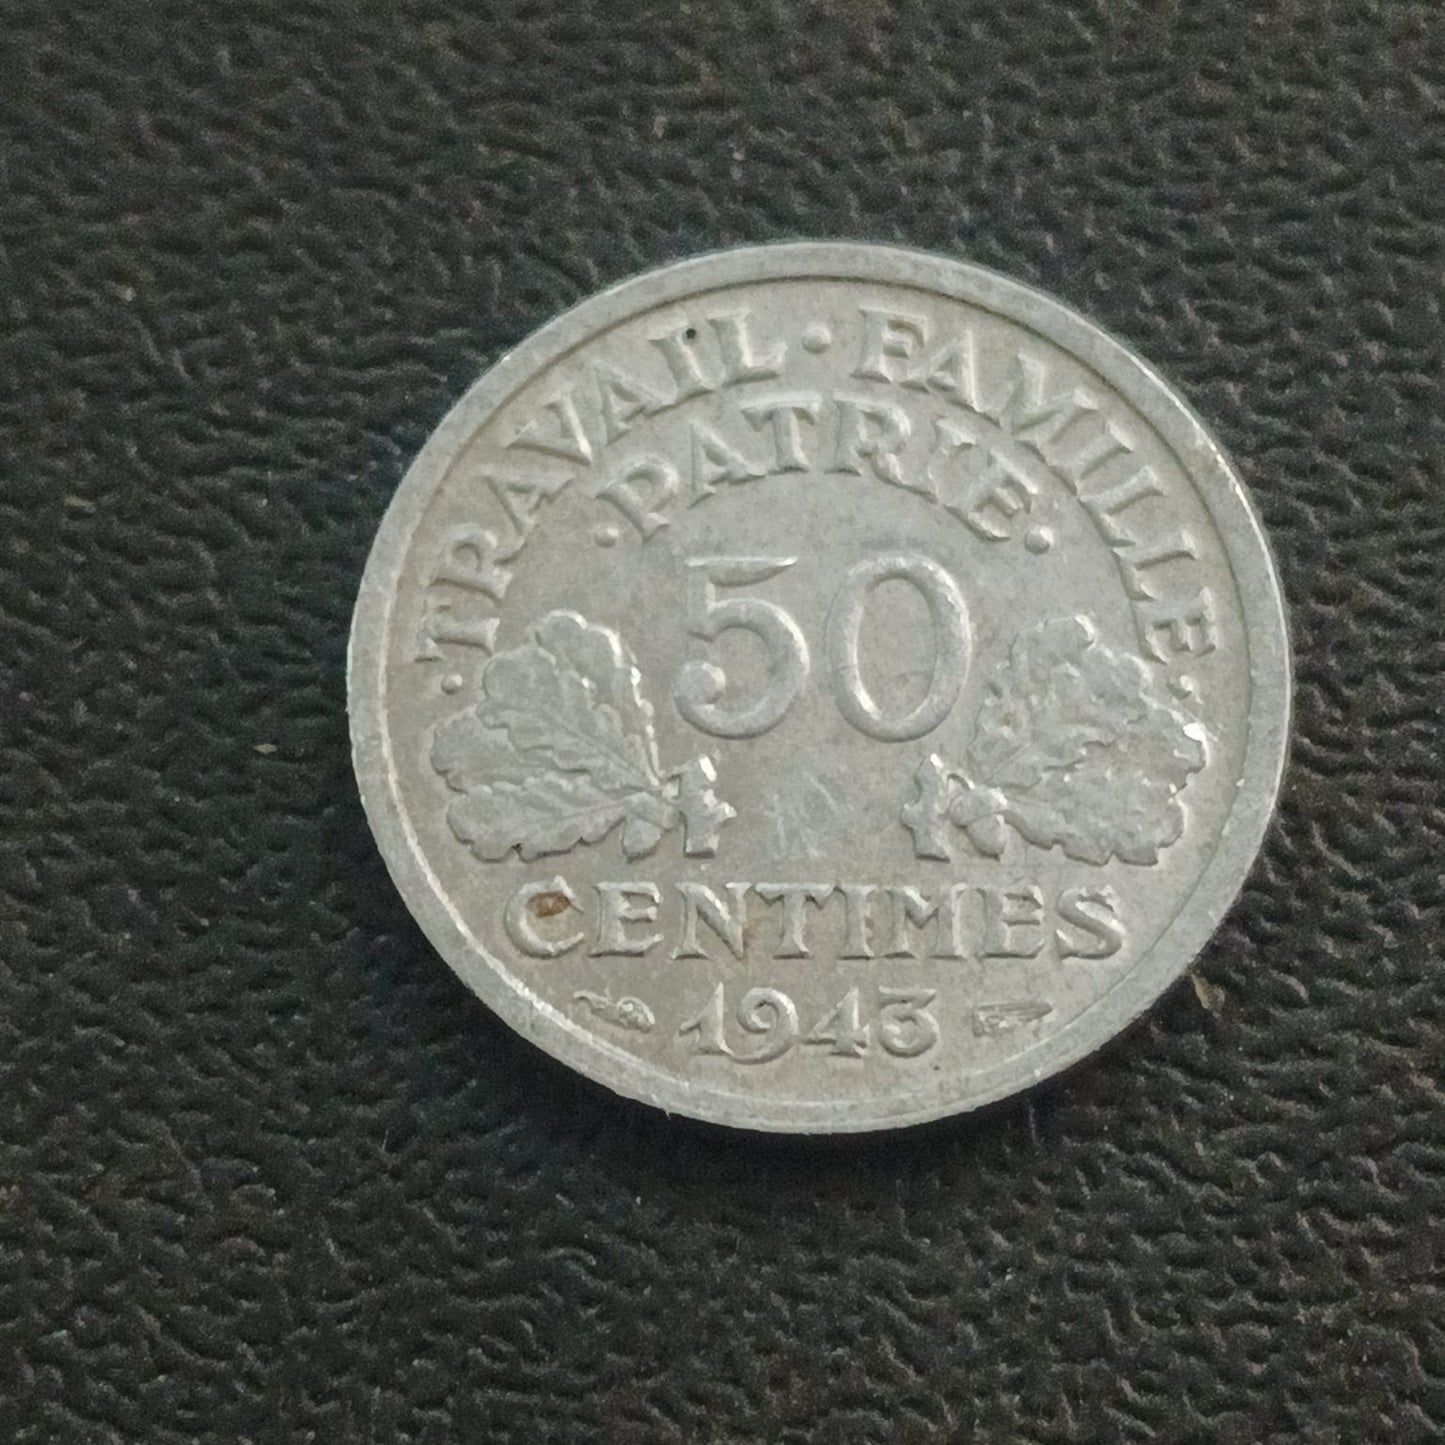 ·TRAVAIL·FAMILLE·
·PATRIE·
50
CENTIMES
1943